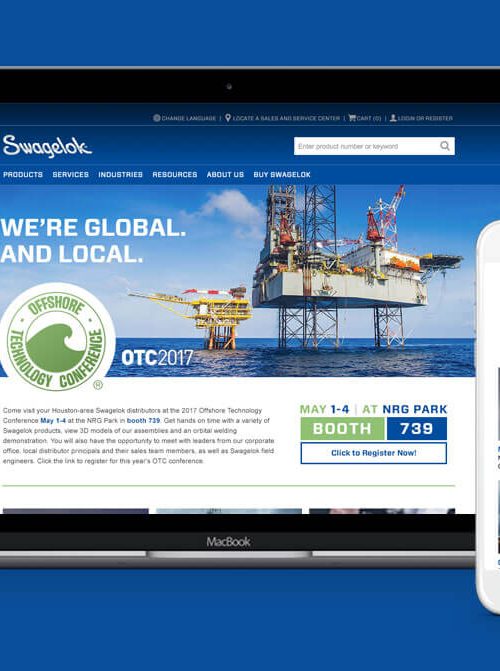 CHANGE LANGUAGE | LOCATE A SALES AND SERVICE CENTER | CART (0) | LOGIN OR REGISTER
Swagelok
Enter product number or keyword
PRODUCTS SERVICES INDUSTRIES RESOURCES ABOUT US BUY SWAGELOK
WE'RE GLOBAL.
AND LOCAL.
OFFSHORE
TECHNOLOGY CONFERENCE
®
OTC2017
Come visit your Houston-area Swagelok distributors at the 2017 Offshore Technology
Conference May 1-4 at the NRG Park in booth 739. Get hands on time with a variety of
Swagelok products, view 3D models of our assemblies and an orbital welding
demonstration. You will also have the opportunity to meet with leaders from our corporate
office, local distributor principals and their sales team members, as well as Swagelok field
engineers. Click the link to register for this year's OTC conference.
MAY 1-4 | AT NRG PARK
BOOTH 739
Click to Register Now!
MacBook